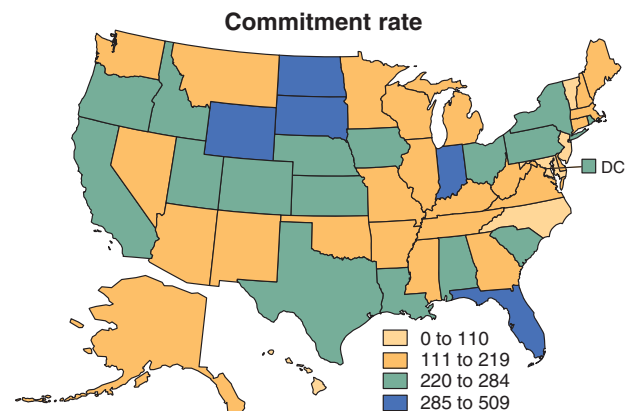 Commitment rate
DC
0 to 110
111 to 219
220 to 284
285 to 509